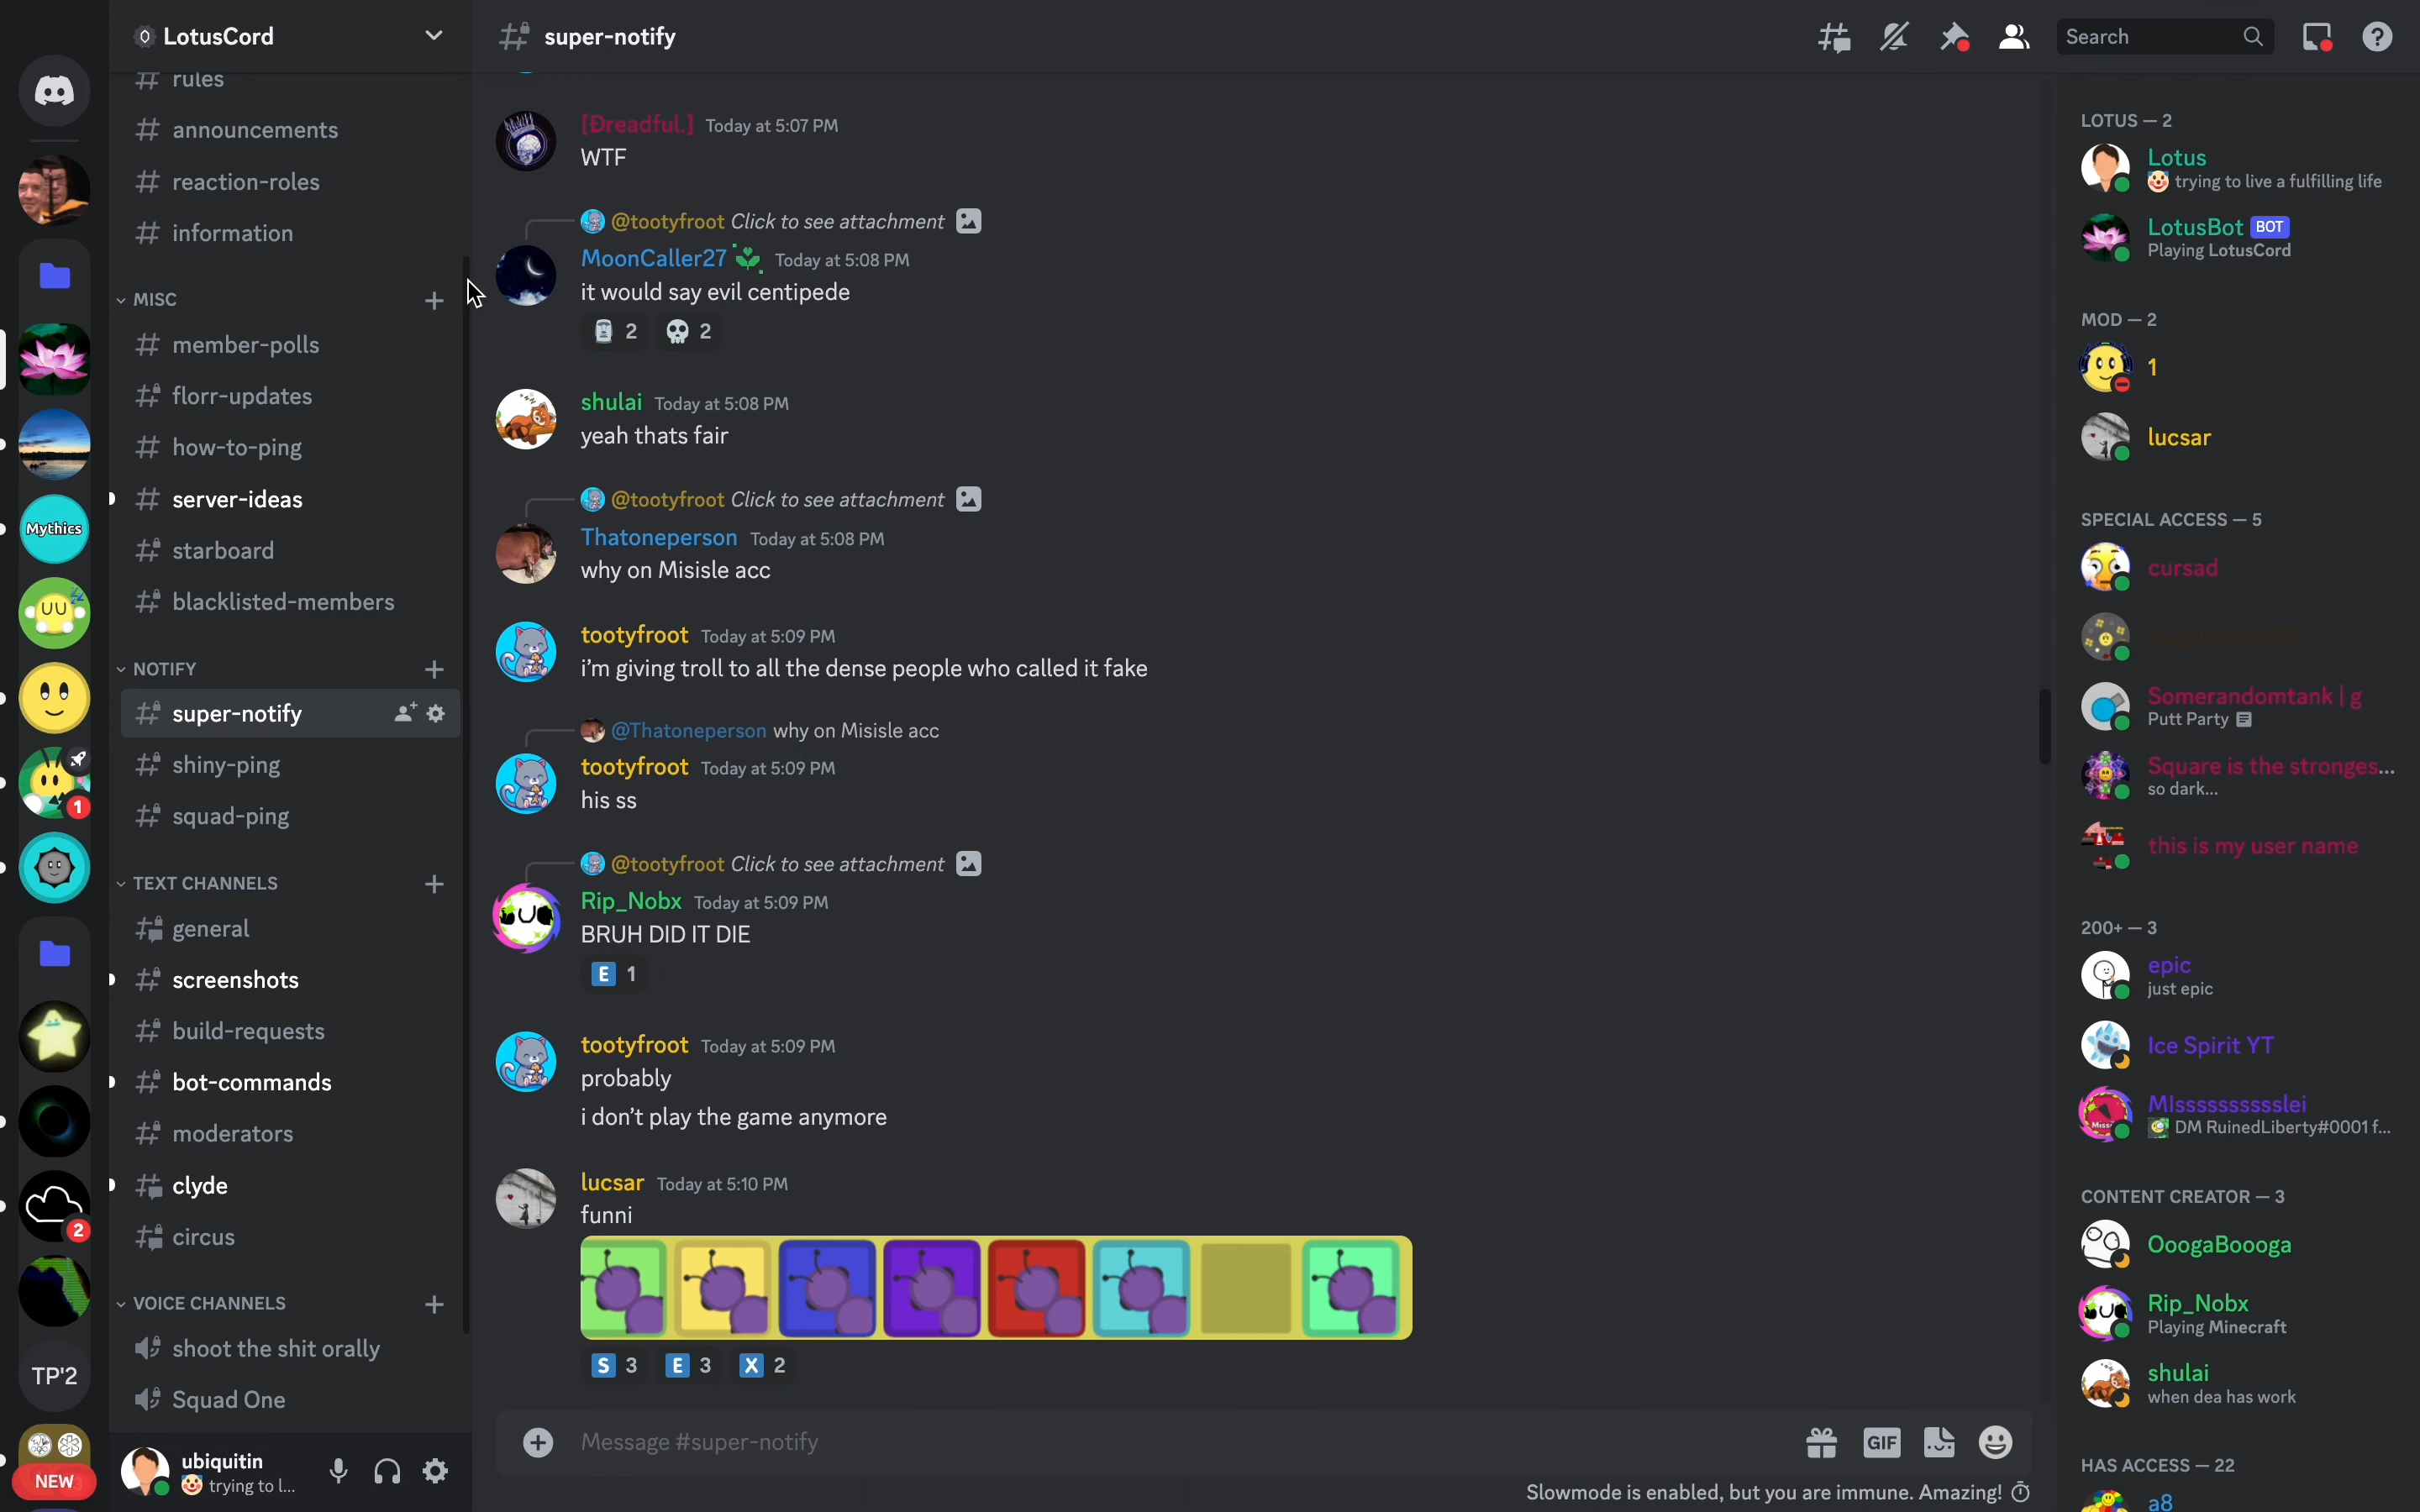 LotusCord
super-notify
Search
rules
announcements
reaction-roles
information
MISC
member-polls
florr-updates
how-to-ping
server-ideas
starboard
blacklisted-members
NOTIFY
super-notify
shiny-ping
squad-ping
TEXT CHANNELS
general
screenshots
build-requests
bot-commands
moderators
clyde
circus
VOICE CHANNELS
shoot the shit orally
Squad One
Mythics
1
2
TP'2
NEW
ubiquitin
trying to l...
[Ðreadful.] Today at 5:07 PM
WTF
@tootyfroot Click to see attachment
MoonCaller27 Today at 5:08 PM
it would say evil centipede
2 2
shulai Today at 5:08 PM
yeah thats fair
@tootyfroot Click to see attachment
Thatoneperson Today at 5:08 PM
why on Misisle acc
tootyfroot Today at 5:09 PM
i'm giving troll to all the dense people who called it fake
@Thatoneperson why on Misisle acc
tootyfroot Today at 5:09 PM
his ss
@tootyfroot Click to see attachment
Rip_Nobx Today at 5:09 PM
BRUH DID IT DIE
E 1
tootyfroot Today at 5:09 PM
probably
i don't play the game anymore
lucsar Today at 5:10 PM
funni
S 3 E 3 X 2
Message #super-notify
GIF
Slowmode is enabled, but you are immune. Amazing!
LOTUS — 2
Lotus
trying to live a fulfilling life
LotusBot BOT
Playing LotusCord
MOD — 2
1
lucsar
SPECIAL ACCESS — 5
cursad
Somerandomtank | g
Putt Party
Square is the stronges...
so dark...
this is my user name
200+ — 3
epic
just epic
Ice Spirit YT
MIsssssssssslei
DM RuinedLiberty#0001 f...
CONTENT CREATOR — 3
OoogaBoooga
Rip_Nobx
Playing Minecraft
shulai
when dea has work
HAS ACCESS — 22
a8